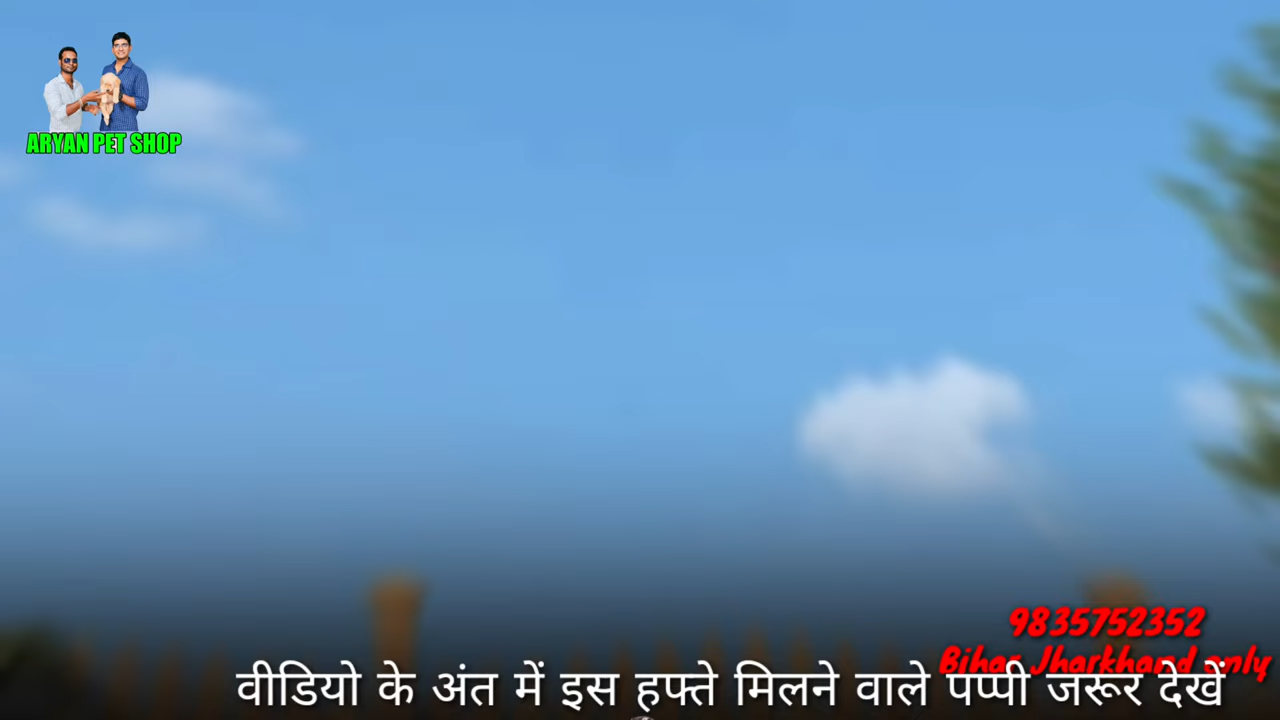 ARYAN PET SHOP
9835752352
Bihar Jharkhand only
वीडियो के अंत में इस हफ्ते मिलने वाले पप्पी जरूर देखें